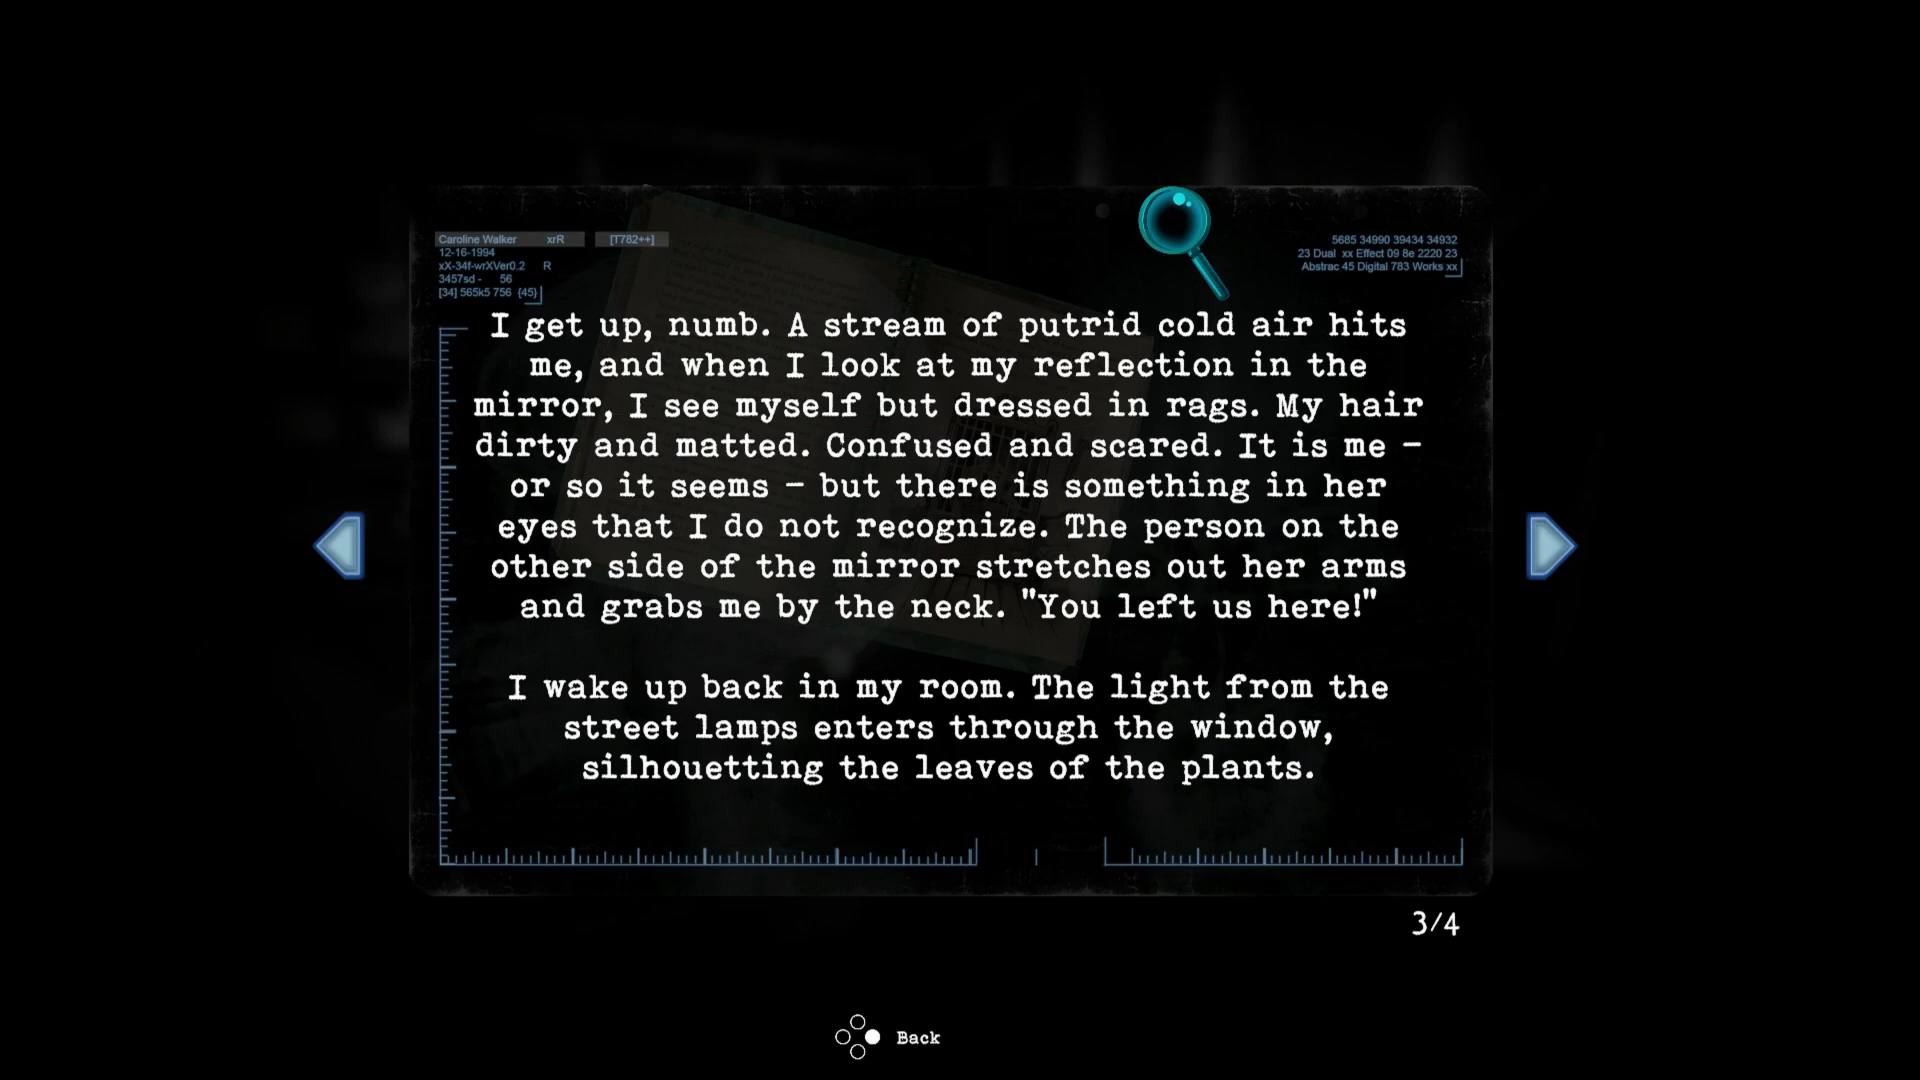 Caroline Walker xrR [T782++]
12-16-1994
xX-34f-wrXVer0.2 R
3457sd - 56
[34] 565k5 756 {45}
5685 34990 39434 34932
23 Dual xx Effect 09 8e 2220 23
Abstrac 45 Digital 783 Works xx
I get up, numb. A stream of putrid cold air hits
me, and when I look at my reflection in the
mirror, I see myself but dressed in rags. My hair
dirty and matted. Confused and scared. It is me –
or so it seems – but there is something in her
eyes that I do not recognize. The person on the
other side of the mirror stretches out her arms
and grabs me by the neck. "You left us here!"
I wake up back in my room. The light from the
street lamps enters through the window,
silhouetting the leaves of the plants.
3/4
Back